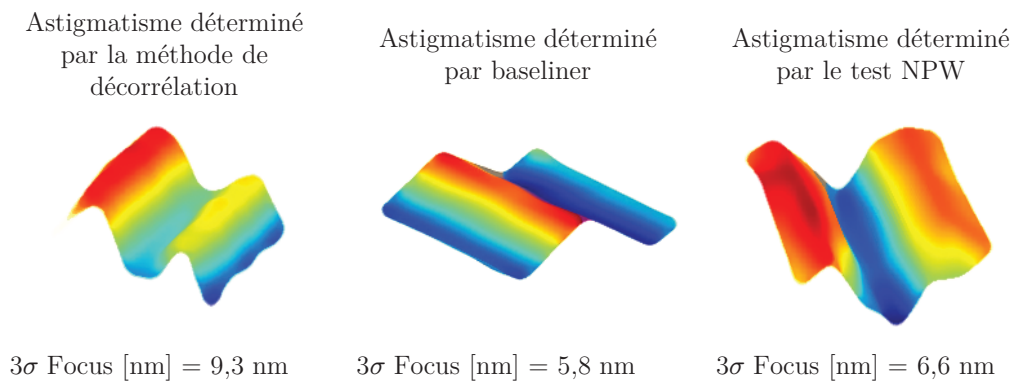 Astigmatisme déterminé
par la méthode de
décorrélation
Astigmatisme déterminé
par baseliner
Astigmatisme déterminé
par le test NPW
3σ Focus [nm] = 9,3 nm
3σ Focus [nm] = 5,8 nm
3σ Focus [nm] = 6,6 nm